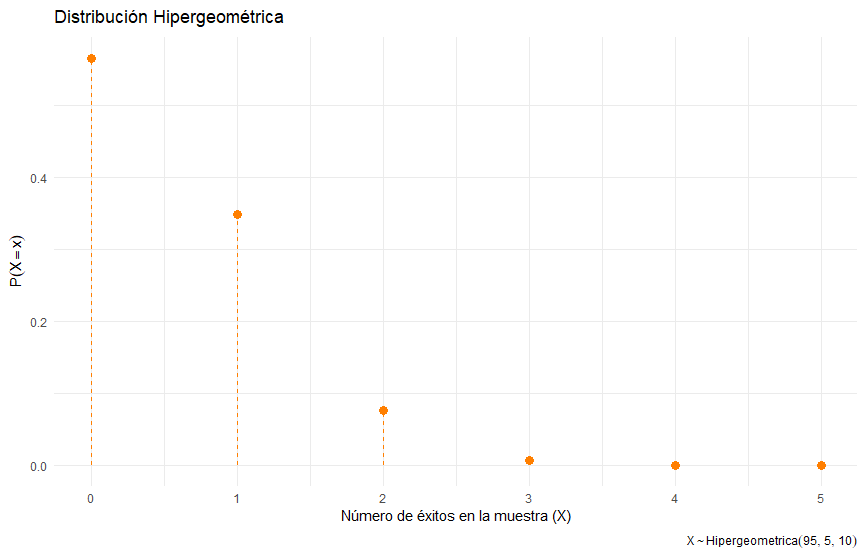 Distribución Hipergeométrica
P(X = x)
0.4
0.2
0.0
0 1 2 3 4 5
Número de éxitos en la muestra (X)
X ~ Hipergeometrica(95, 5, 10)